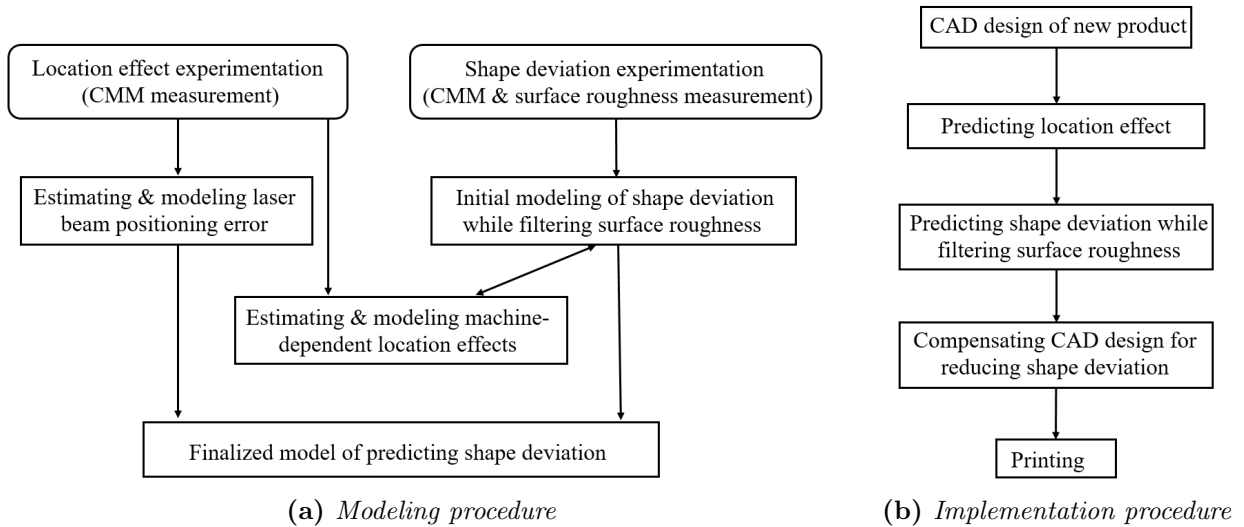 Location effect experimentation
(CMM measurement)
Shape deviation experimentation
(CMM & surface roughness measurement)
Estimating & modeling laser
beam positioning error
Initial modeling of shape deviation
while filtering surface roughness
Estimating & modeling machine-
dependent location effects
Finalized model of predicting shape deviation
(a) Modeling procedure
CAD design of new product
Predicting location effect
Predicting shape deviation while
filtering surface roughness
Compensating CAD design for
reducing shape deviation
Printing
(b) Implementation procedure